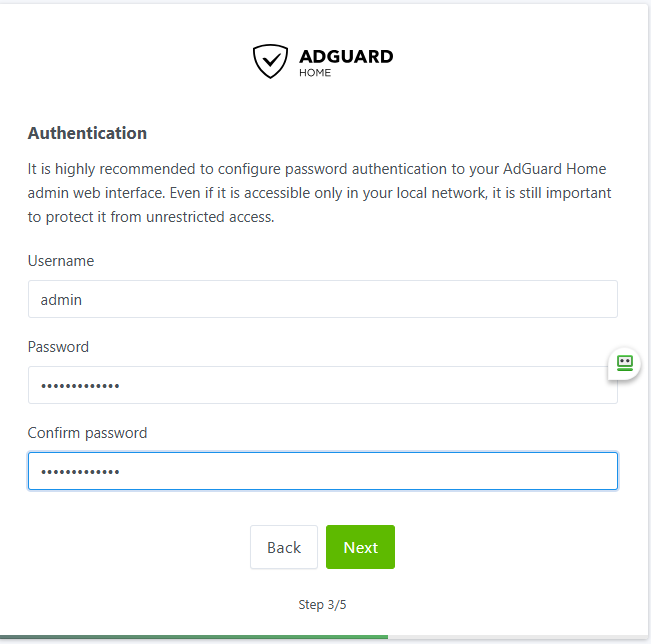 ADGUARD
HOME
Authentication
It is highly recommended to configure password authentication to your AdGuard Home
admin web interface. Even if it is accessible only in your local network, it is still important
to protect it from unrestricted access.
Username
admin
Password
•••••••••••••
Confirm password
•••••••••••••
Back Next
Step 3/5